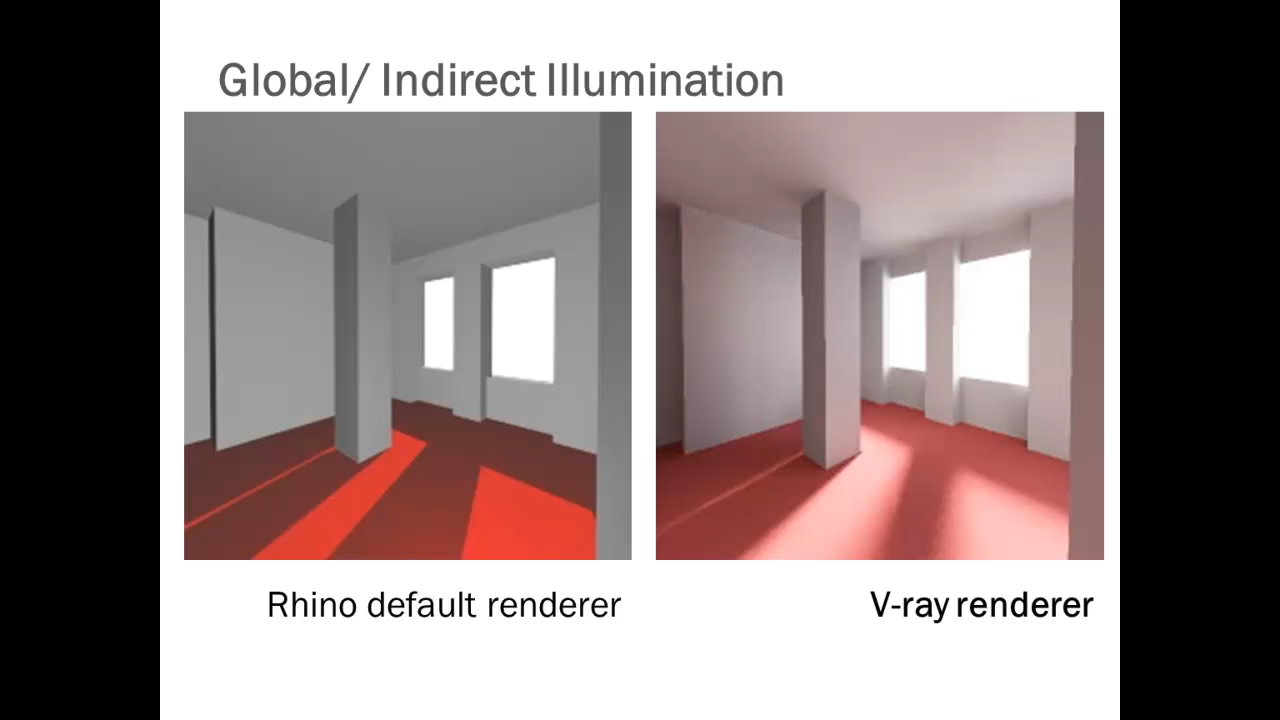 Global/ Indirect Illumination
Rhino default renderer
V-ray renderer